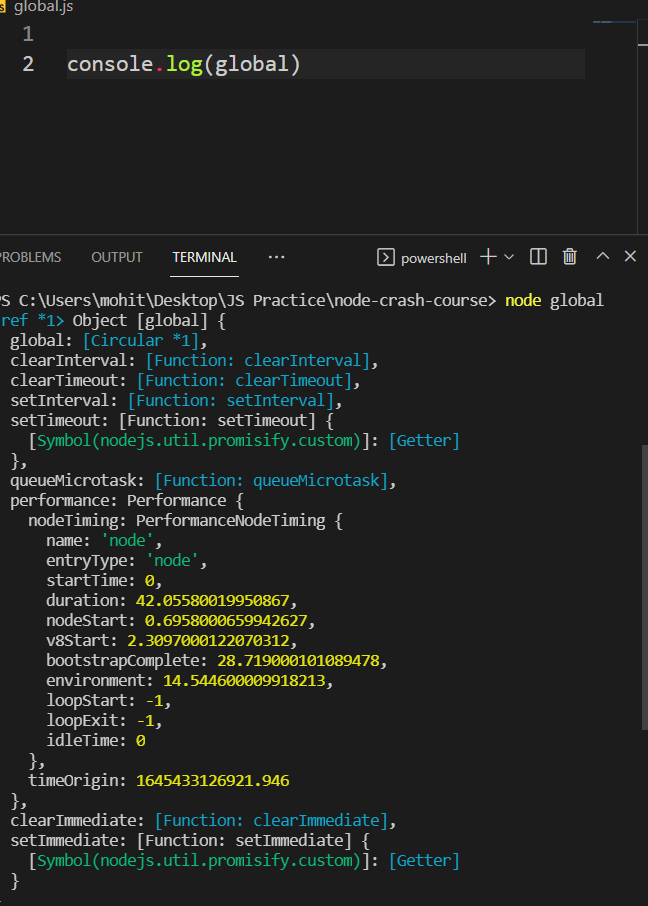 global.js
1
2 console.log(global)
PROBLEMS OUTPUT TERMINAL ··· powershell
PS C:\Users\mohit\Desktop\JS Practice\node-crash-course> node global
ref *1> Object [global] {
global: [Circular *1],
clearInterval: [Function: clearInterval],
clearTimeout: [Function: clearTimeout],
setInterval: [Function: setInterval],
setTimeout: [Function: setTimeout] {
[Symbol(nodejs.util.promisify.custom)]: [Getter]
},
queueMicrotask: [Function: queueMicrotask],
performance: Performance {
nodeTiming: PerformanceNodeTiming {
name: 'node',
entryType: 'node',
startTime: 0,
duration: 42.05580019950867,
nodeStart: 0.6958000659942627,
v8Start: 2.3097000122070312,
bootstrapComplete: 28.719000101089478,
environment: 14.544600009918213,
loopStart: -1,
loopExit: -1,
idleTime: 0
},
timeOrigin: 1645433126921.946
},
clearImmediate: [Function: clearImmediate],
setImmediate: [Function: setImmediate] {
[Symbol(nodejs.util.promisify.custom)]: [Getter]
}